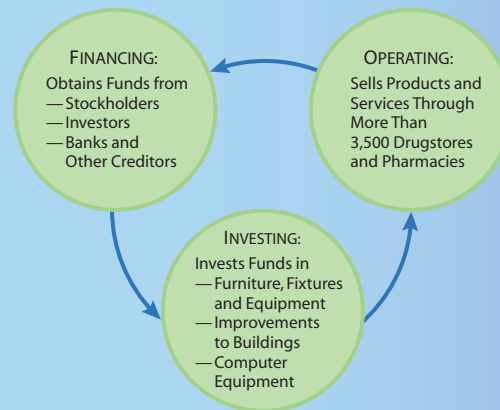 FINANCING:
Obtains Funds from
— Stockholders
— Investors
— Banks and
Other Creditors
OPERATING:
Sells Products and
Services Through
More Than
3,500 Drugstores
and Pharmacies
INVESTING:
Invests Funds in
— Furniture, Fixtures
and Equipment
— Improvements
to Buildings
— Computer
Equipment